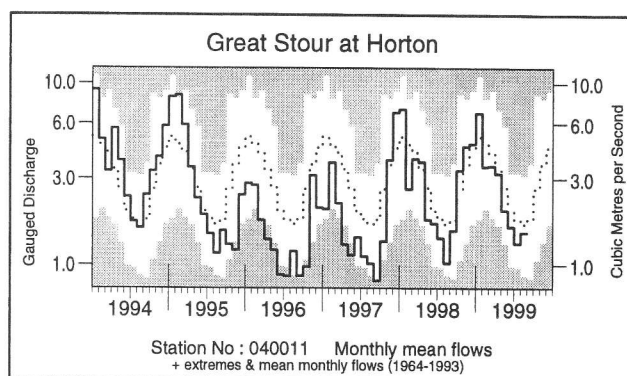 Great Stour at Horton
10.0
6.0
3.0
1.0
Gauged Discharge
10.0
6.0
3.0
1.0
Cubic Metres per Second
1994 1995 1996 1997 1998 1999
Station No : 040011 Monthly mean flows
+ extremes & mean monthly flows (1964-1993)